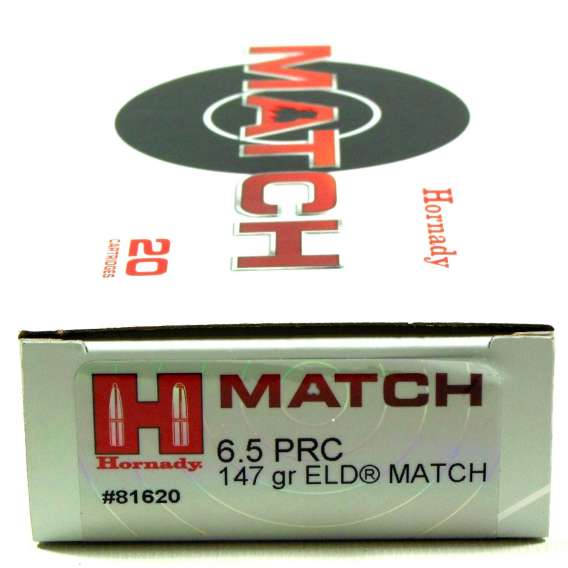 MATCH
Hornady
20
CARTRIDGES
H MATCH
Hornady.
6.5 PRC
147 gr ELD® MATCH
#81620